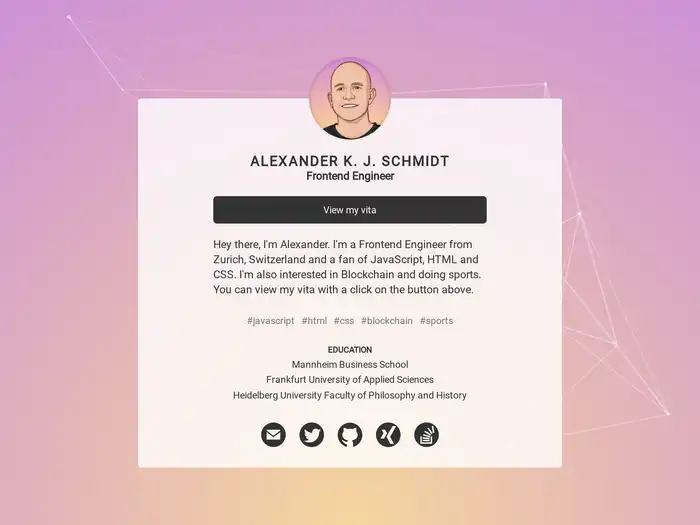 ALEXANDER K. J. SCHMIDT
Frontend Engineer
View my vita
Hey there, I'm Alexander. I'm a Frontend Engineer from
Zurich, Switzerland and a fan of JavaScript, HTML and
CSS. I'm also interested in Blockchain and doing sports.
You can view my vita with a click on the button above.
#javascript #html #css #blockchain #sports
EDUCATION
Mannheim Business School
Frankfurt University of Applied Sciences
Heidelberg University Faculty of Philosophy and History